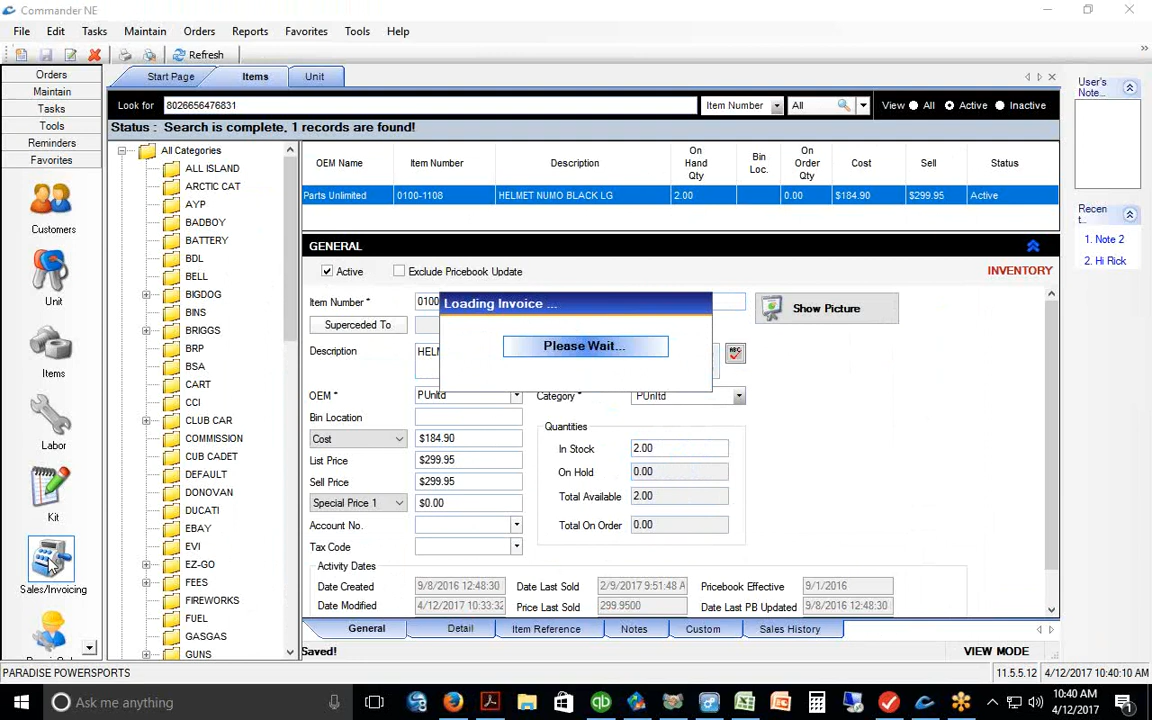 Commander NE
File Edit Tasks Maintain Orders Reports Favorites Tools Help
Refresh
Orders
Maintain
Tasks
Tools
Reminders
Favorites
Customers
Unit
Items
Labor
Kit
Sales/Invoicing
Start Page Items Unit
Look for 8026656476831 Item Number All View All Active Inactive
Status : Search is complete, 1 records are found!
All Categories
ALL ISLAND
ARCTIC CAT
AYP
BADBOY
BATTERY
BDL
BELL
BIGDOG
BINS
BRIGGS
BRP
BSA
CART
CCI
CLUB CAR
COMMISSION
CUB CADET
DEFAULT
DONOVAN
DUCATI
EBAY
EVI
EZ-GO
FEES
FIREWORKS
FUEL
GASGAS
GUNS
OEM Name Item Number Description On Hand Qty Bin Loc. On Order Qty Cost Sell Status
Parts Unlimited 0100-1108 HELMET NUMO BLACK LG 2.00 0.00 $184.90 $299.95 Active
GENERAL
Active Exclude Pricebook Update INVENTORY
Loading Invoice ...
Please Wait...
Item Number * 0100 Show Picture
Superceded To
Description HELM ABC
OEM * PUnltd Category * PUnltd
Bin Location
Cost $184.90
List Price $299.95
Sell Price $299.95
Special Price 1 $0.00
Account No.
Tax Code
Quantities
In Stock 2.00
On Hold 0.00
Total Available 2.00
Total On Order 0.00
Activity Dates
Date Created 9/8/2016 12:48:30 Date Last Sold 2/9/2017 9:51:48 A Pricebook Effective 9/1/2016
Date Modified 4/12/2017 10:33:32 Price Last Sold 299.9500 Date Last PB Updated 9/8/2016 12:48:30
General Detail Item Reference Notes Custom Sales History
Saved! VIEW MODE
User's Note...
Recen t...
1. Note 2
2. Hi Rick
PARADISE POWERSPORTS 11.5.5.12 4/12/2017 10:40:10 AM
Ask me anything
10:40 AM
4/12/2017